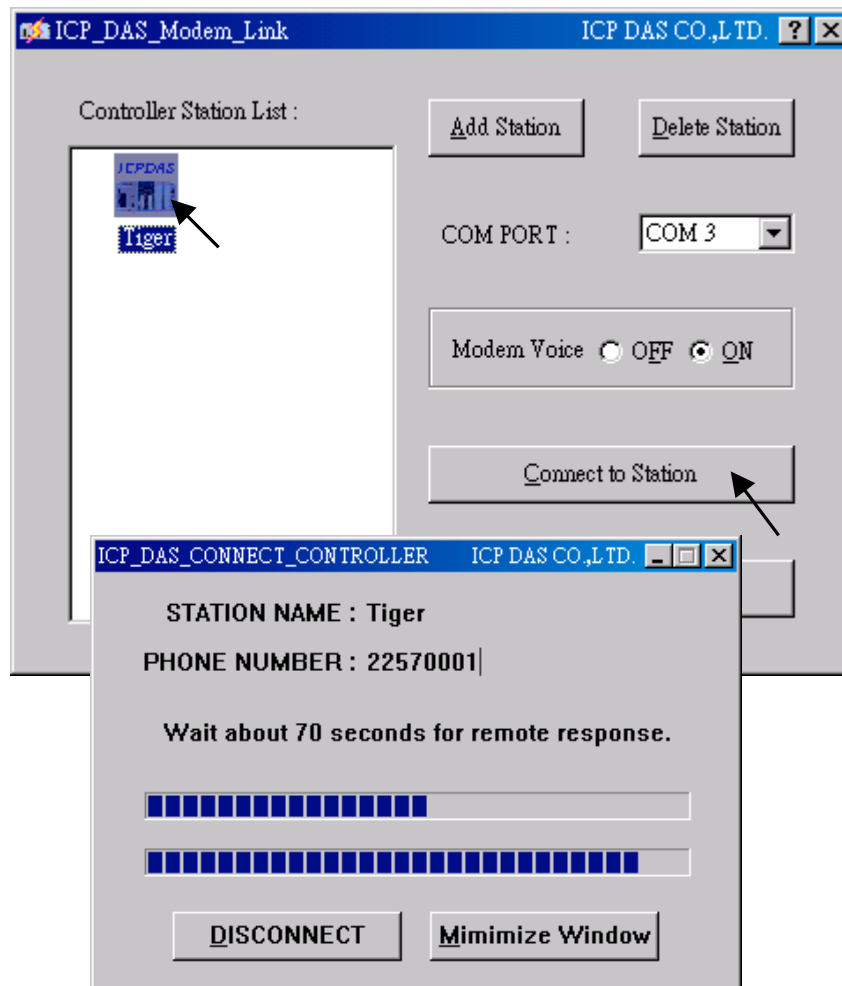 ICP_DAS_Modem_Link ICP DAS CO.,LTD.
Controller Station List :
Add Station Delete Station
ICPDAS
Tiger
COM PORT : COM 3
Modem Voice OFF ON
Connect to Station
ICP_DAS_CONNECT_CONTROLLER ICP DAS CO.,LTD.
STATION NAME : Tiger
PHONE NUMBER : 22570001
Wait about 70 seconds for remote response.
DISCONNECT Mimimize Window